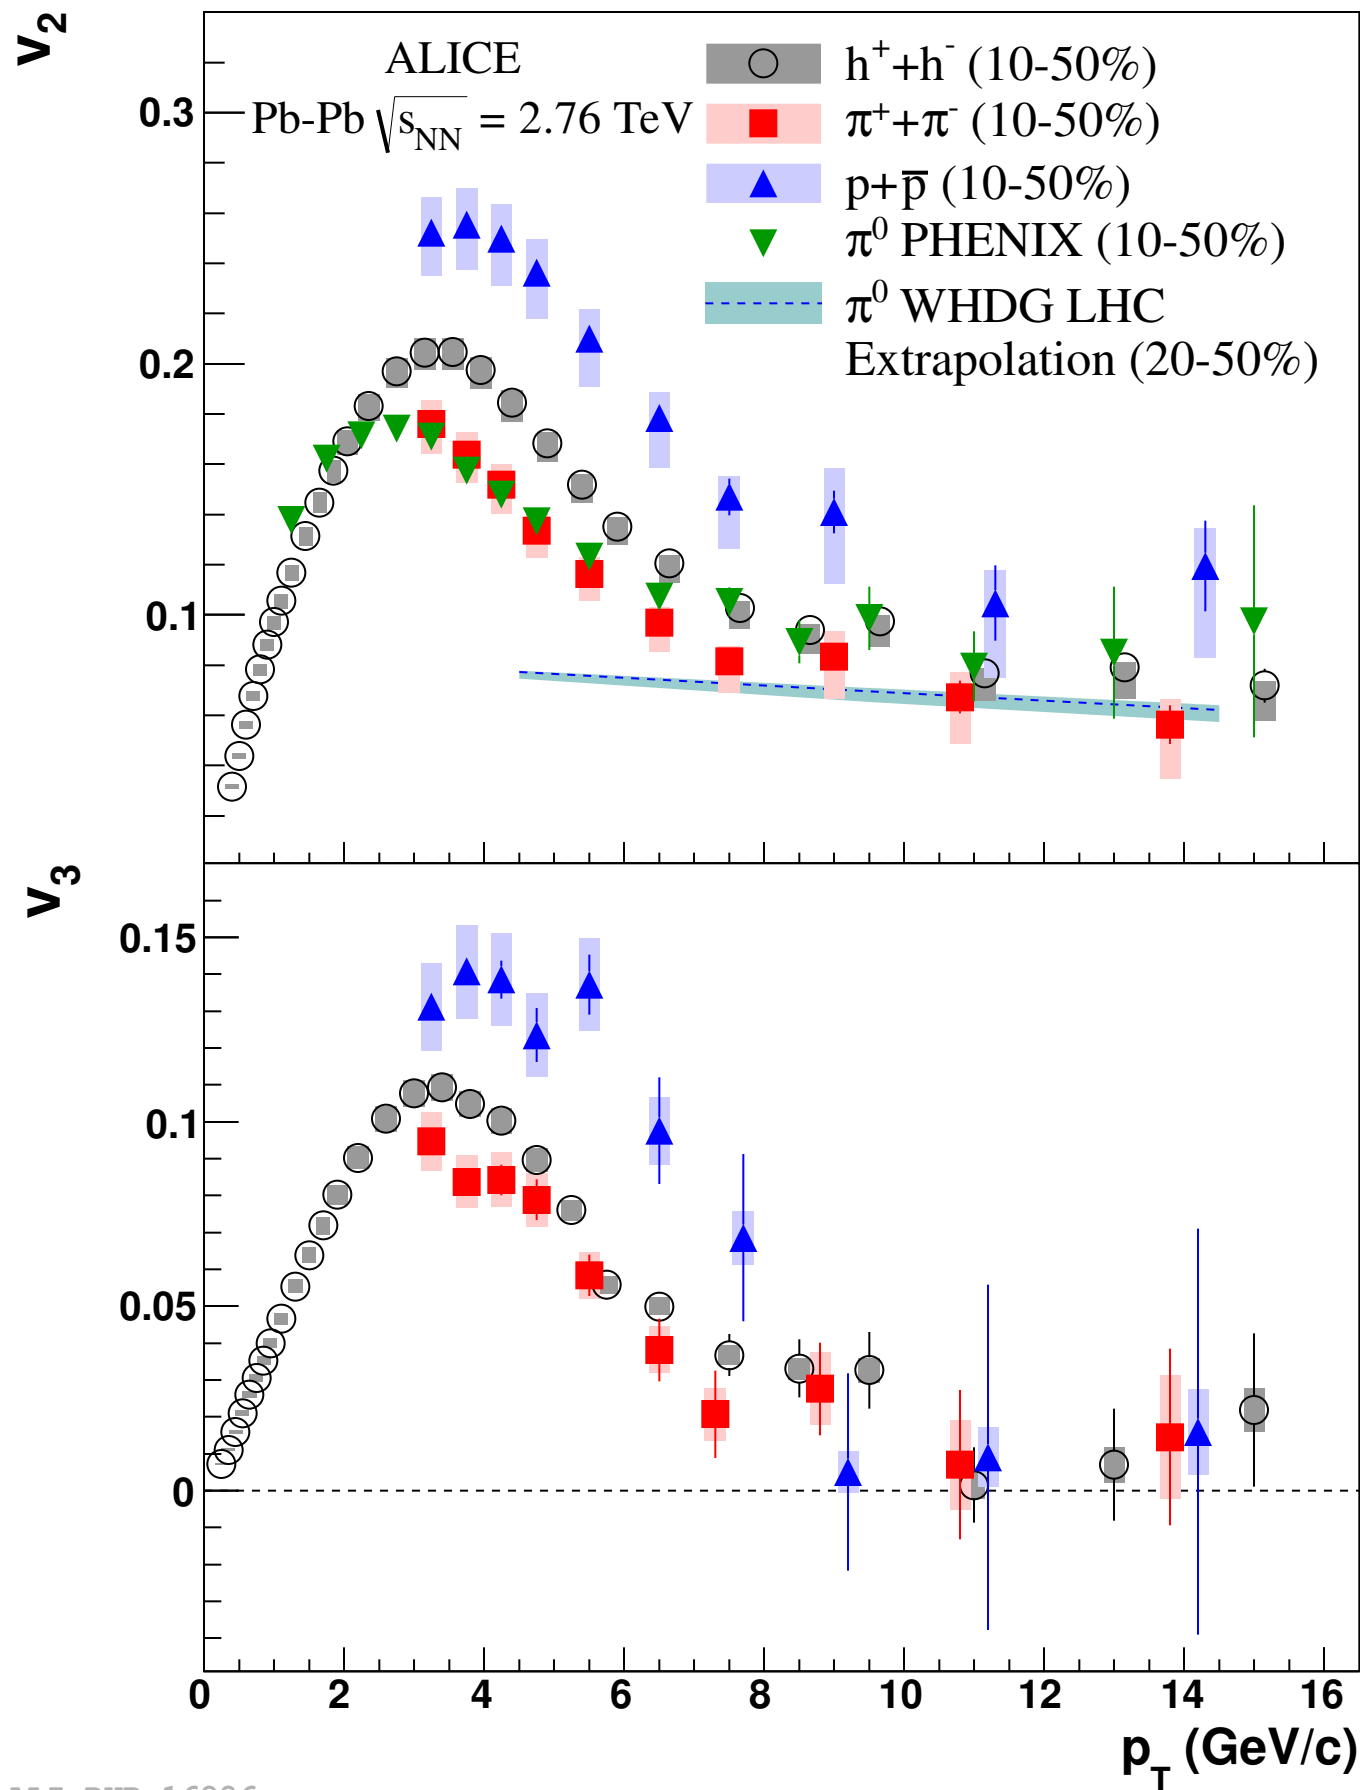 v2
ALICE
Pb-Pb √sNN = 2.76 TeV
h++h- (10-50%)
π++π- (10-50%)
p+p̅ (10-50%)
π0 PHENIX (10-50%)
π0 WHDG LHC
Extrapolation (20-50%)
0.3
0.2
0.1
v3
0.15
0.1
0.05
0
0 2 4 6 8 10 12 14 16
pT (GeV/c)